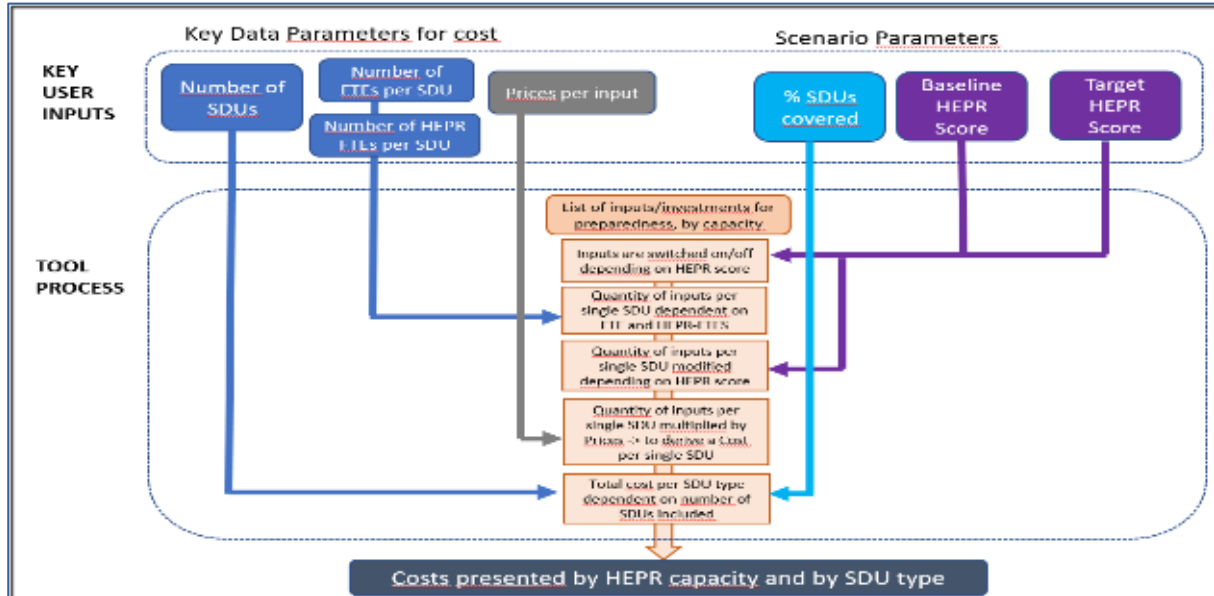 Key Data Parameters for cost
Scenario Parameters
KEY
USER
INPUTS
Number of
SDUs
Number of
FTEs per SDU
Number of HEPR
FTEs per SDU
Prices per input
% SDUs
covered
Baseline
HEPR
Score
Target
HEPR
Score
TOOL
PROCESS
List of inputs/investments for
preparedness, by capacity
Inputs are switched on/off
depending on HEPR score
Quantity of inputs per
single SDU dependent on
FTE and HEPR-FTES
Quantity of inputs per
single SDU modified
depending on HEPR score
Quantity of inputs per
single SDU multiplied by
Prices -> to derive a Cost
per single SDU
Total cost per SDU type
dependent on number of
SDUs included
Costs presented by HEPR capacity and by SDU type